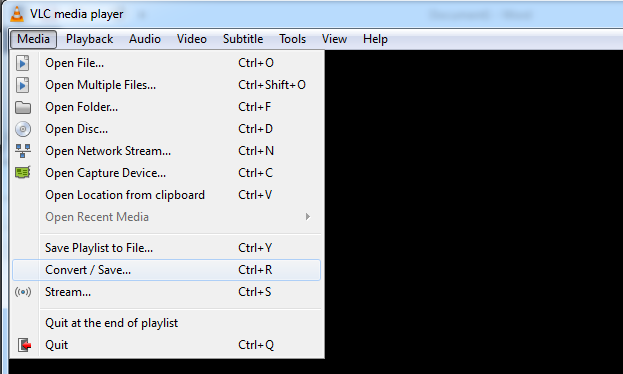 VLC media player
Media Playback Audio Video Subtitle Tools View Help
Open File... Ctrl+O
Open Multiple Files... Ctrl+Shift+O
Open Folder... Ctrl+F
Open Disc... Ctrl+D
Open Network Stream... Ctrl+N
Open Capture Device... Ctrl+C
Open Location from clipboard Ctrl+V
Open Recent Media
Save Playlist to File... Ctrl+Y
Convert / Save... Ctrl+R
Stream... Ctrl+S
Quit at the end of playlist
Quit Ctrl+Q